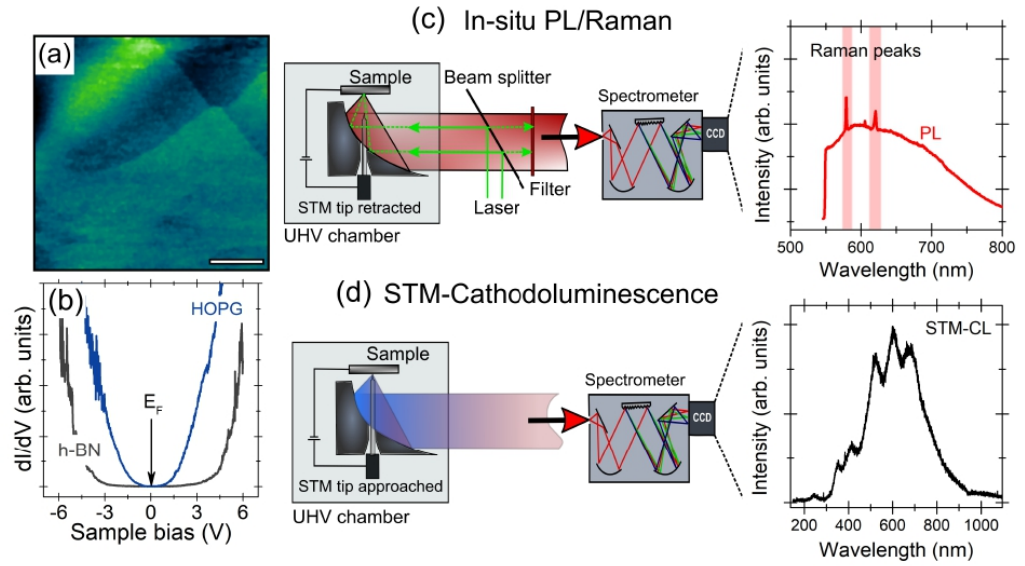 (a)
(b)
dI/dV (arb. units)
HOPG
E_F
h-BN
-6 -3 0 3 6
Sample bias (V)
(c) In-situ PL/Raman
Sample
Beam splitter
Spectrometer
CCD
STM tip retracted
Filter
Laser
UHV chamber
Intensity (arb. units)
Raman peaks
PL
500 600 700 800
Wavelength (nm)
(d) STM-Cathodoluminescence
Sample
Spectrometer
CCD
STM tip approached
UHV chamber
Intensity (arb. units)
STM-CL
200 400 600 800 1000
Wavelength (nm)